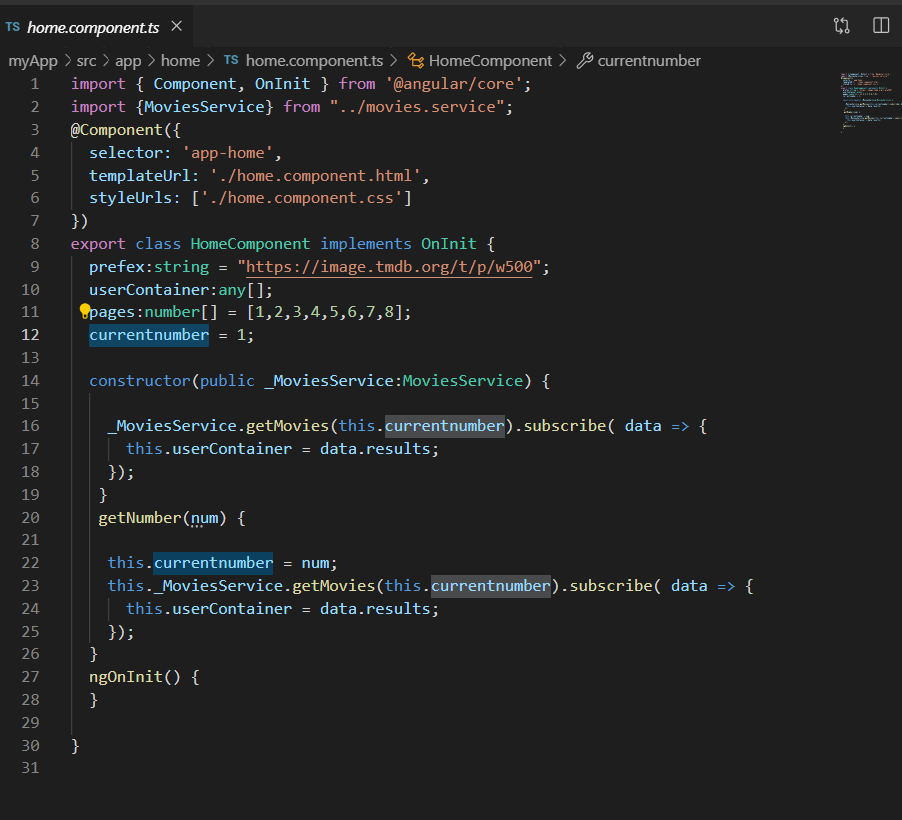 TS home.component.ts
myApp > src > app > home > TS home.component.ts > HomeComponent > currentnumber
1 import { Component, OnInit } from '@angular/core';
2 import {MoviesService} from "../movies.service";
3 @Component({
4   selector: 'app-home',
5   templateUrl: './home.component.html',
6   styleUrls: ['./home.component.css']
7 })
8 export class HomeComponent implements OnInit {
9   prefex:string = "https://image.tmdb.org/t/p/w500";
10   userContainer:any[];
11   pages:number[] = [1,2,3,4,5,6,7,8];
12   currentnumber = 1;
13
14   constructor(public _MoviesService:MoviesService) {
15
16     _MoviesService.getMovies(this.currentnumber).subscribe( data => {
17       this.userContainer = data.results;
18     });
19    }
20    getNumber(num) {
21
22     this.currentnumber = num;
23     this._MoviesService.getMovies(this.currentnumber).subscribe( data => {
24       this.userContainer = data.results;
25     });
26   }
27   ngOnInit() {
28   }
29
30 }
31